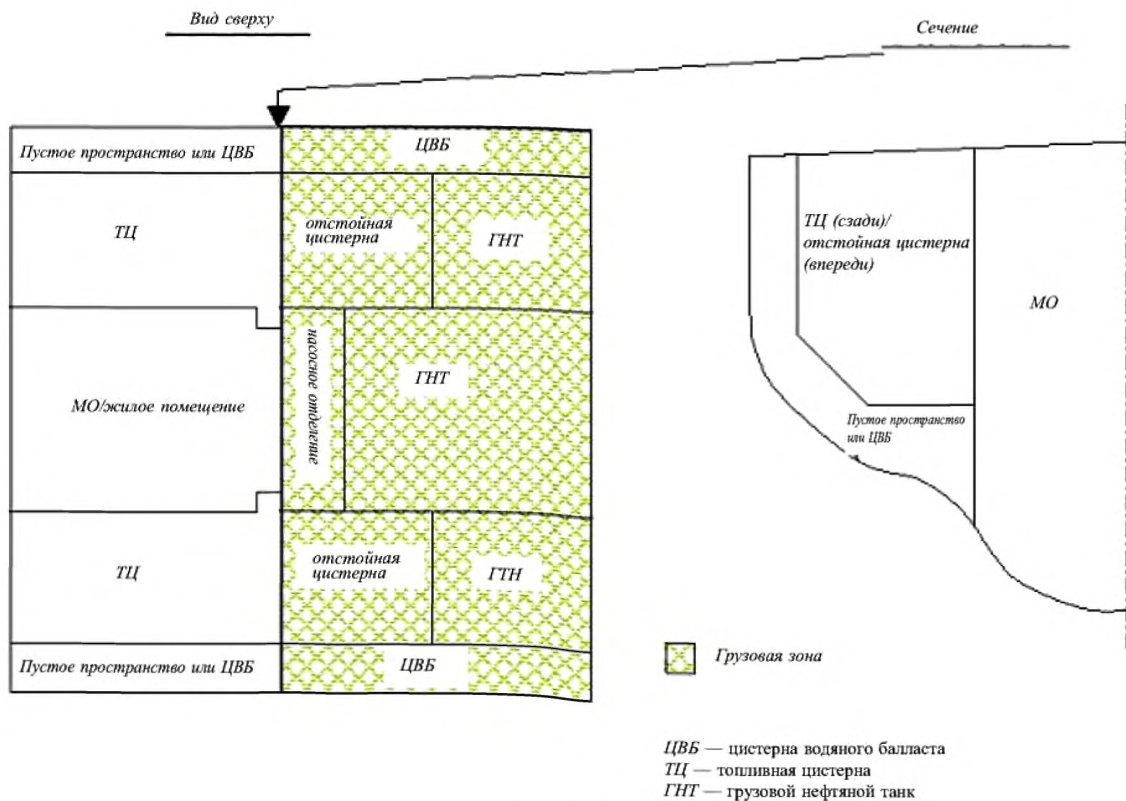 Вид сверху
Сечение
Пустое пространство или ЦВБ
ЦВБ
ТЦ
отстойная
цистерна
ГНТ
МО/жилое помещение
насосное отделение
ГНТ
ТЦ
отстойная
цистерна
ГТН
Пустое пространство или ЦВБ
ЦВБ
ТЦ (сзади)/
отстойная цистерна
(впереди)
МО
Пустое пространство
или ЦВБ
Грузовая зона
ЦВБ — цистерна водяного балласта
ТЦ — топливная цистерна
ГНТ — грузовой нефтяной танк